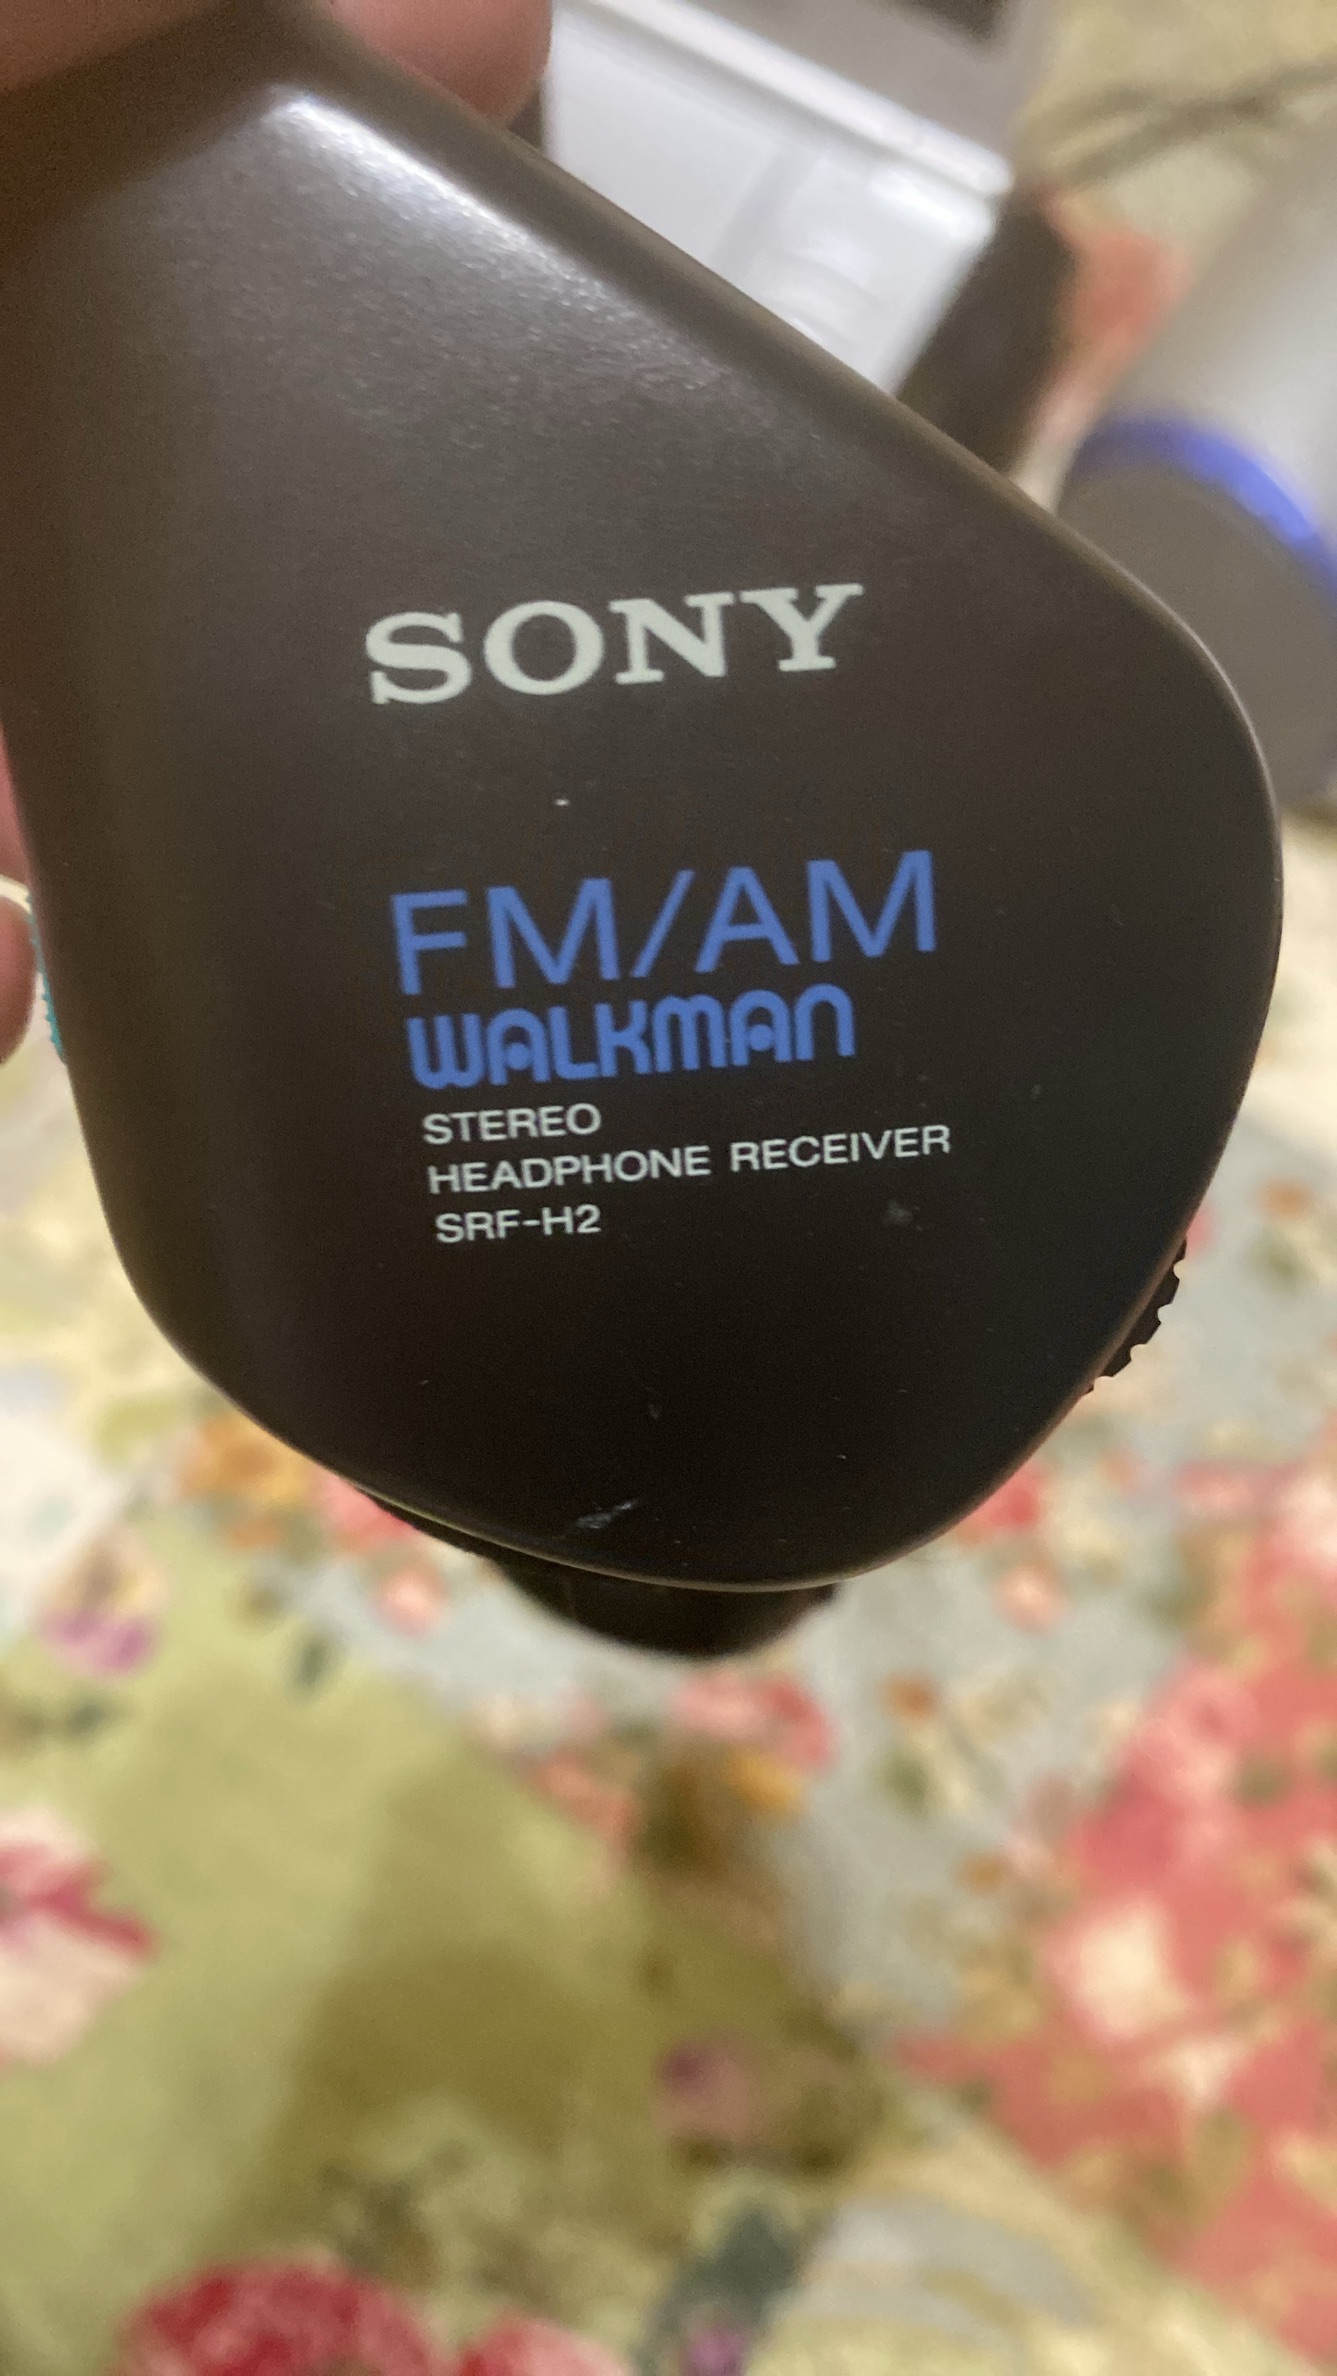 SONY
FM/AM
WALKMAN
STEREO
HEADPHONE RECEIVER
SRF-H2